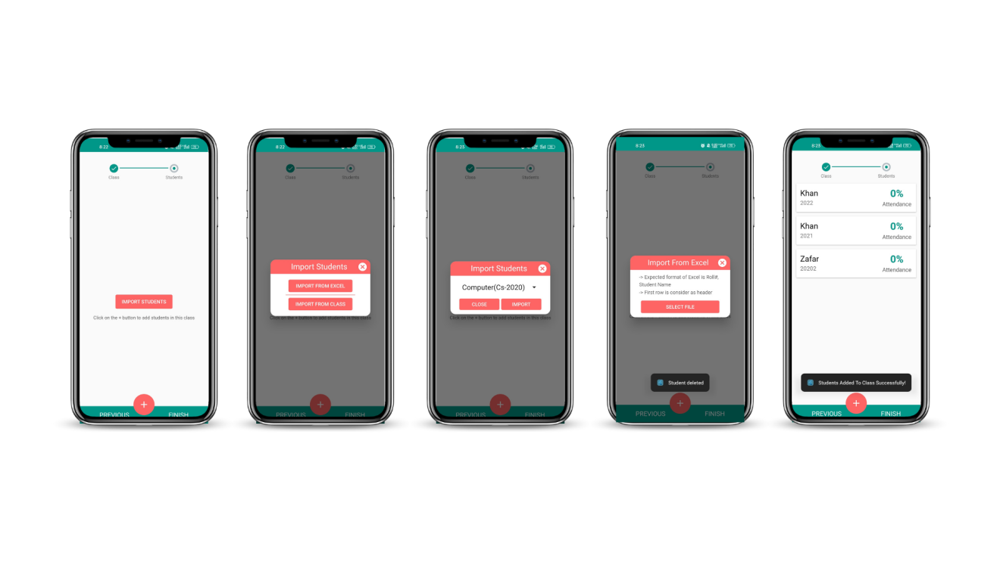 8:22
Class
Students
IMPORT STUDENTS
Click on the + button to add students in this class
+
PREVIOUS
FINISH
8:22
Class
Students
Import Students
IMPORT FROM EXCEL
IMPORT FROM CLASS
Click on the + button to add students in this class
+
PREVIOUS
FINISH
8:23
Class
Students
Import Students
Computer(Cs-2020)
CLOSE
IMPORT
Click on the + button to add students in this class
+
PREVIOUS
FINISH
8:23
Class
Students
Import From Excel
-> Expected format of Excel is Roll#,
Student Name
-> First row is consider as header
SELECT FILE
Student deleted
+
PREVIOUS
FINISH
8:23
Class
Students
Khan
0%
2022
Attendance
Khan
0%
2021
Attendance
Zafar
0%
20202
Attendance
Students Added To Class Successfully!
+
PREVIOUS
FINISH